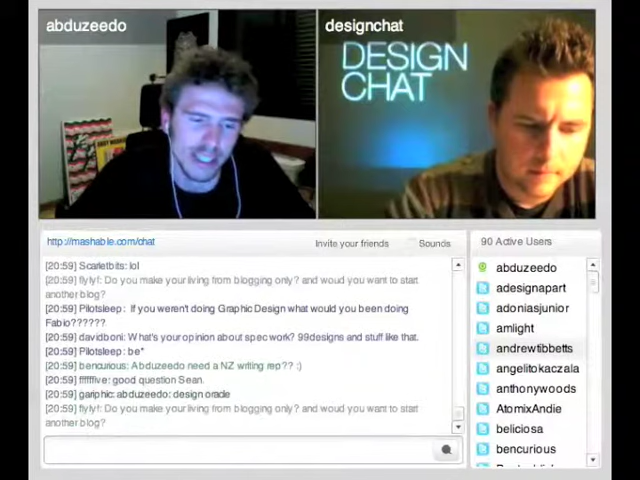 abduzeedo
designchat
DESIGN
CHAT
http://mashable.com/chat
Invite your friends
Sounds
90 Active Users
[20:59] Scarletbits: lol
[20:59] flylyf: Do you make your living from blogging only? and woud you want to start
another blog?
[20:59] Pilotsleep: If you weren't doing Graphic Design what would you been doing
Fabio??????
[20:59] davidboni: What's your opinion about spec work? 99designs and stuff like that.
[20:59] Pilotsleep: be*
[20:59] bencurious: Abduzeedo need a NZ writing rep?? :)
[20:59] ffffffive: good question Sean.
[20:59] gariphic: abduzeedo: design oracle
[20:59] flylyf: Do you make your living from blogging only? and woud you want to start
another blog?
abduzeedo
adesignapart
adoniasjunior
amlight
andrewtibbetts
angelitokaczala
anthonywoods
AtomixAndie
beliciosa
bencurious